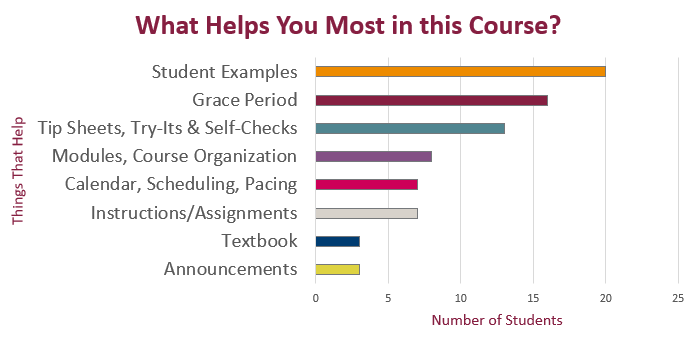 What Helps You Most in this Course?
Things That Help
Student Examples
Grace Period
Tip Sheets, Try-Its & Self-Checks
Modules, Course Organization
Calendar, Scheduling, Pacing
Instructions/Assignments
Textbook
Announcements
0 5 10 15 20 25
Number of Students